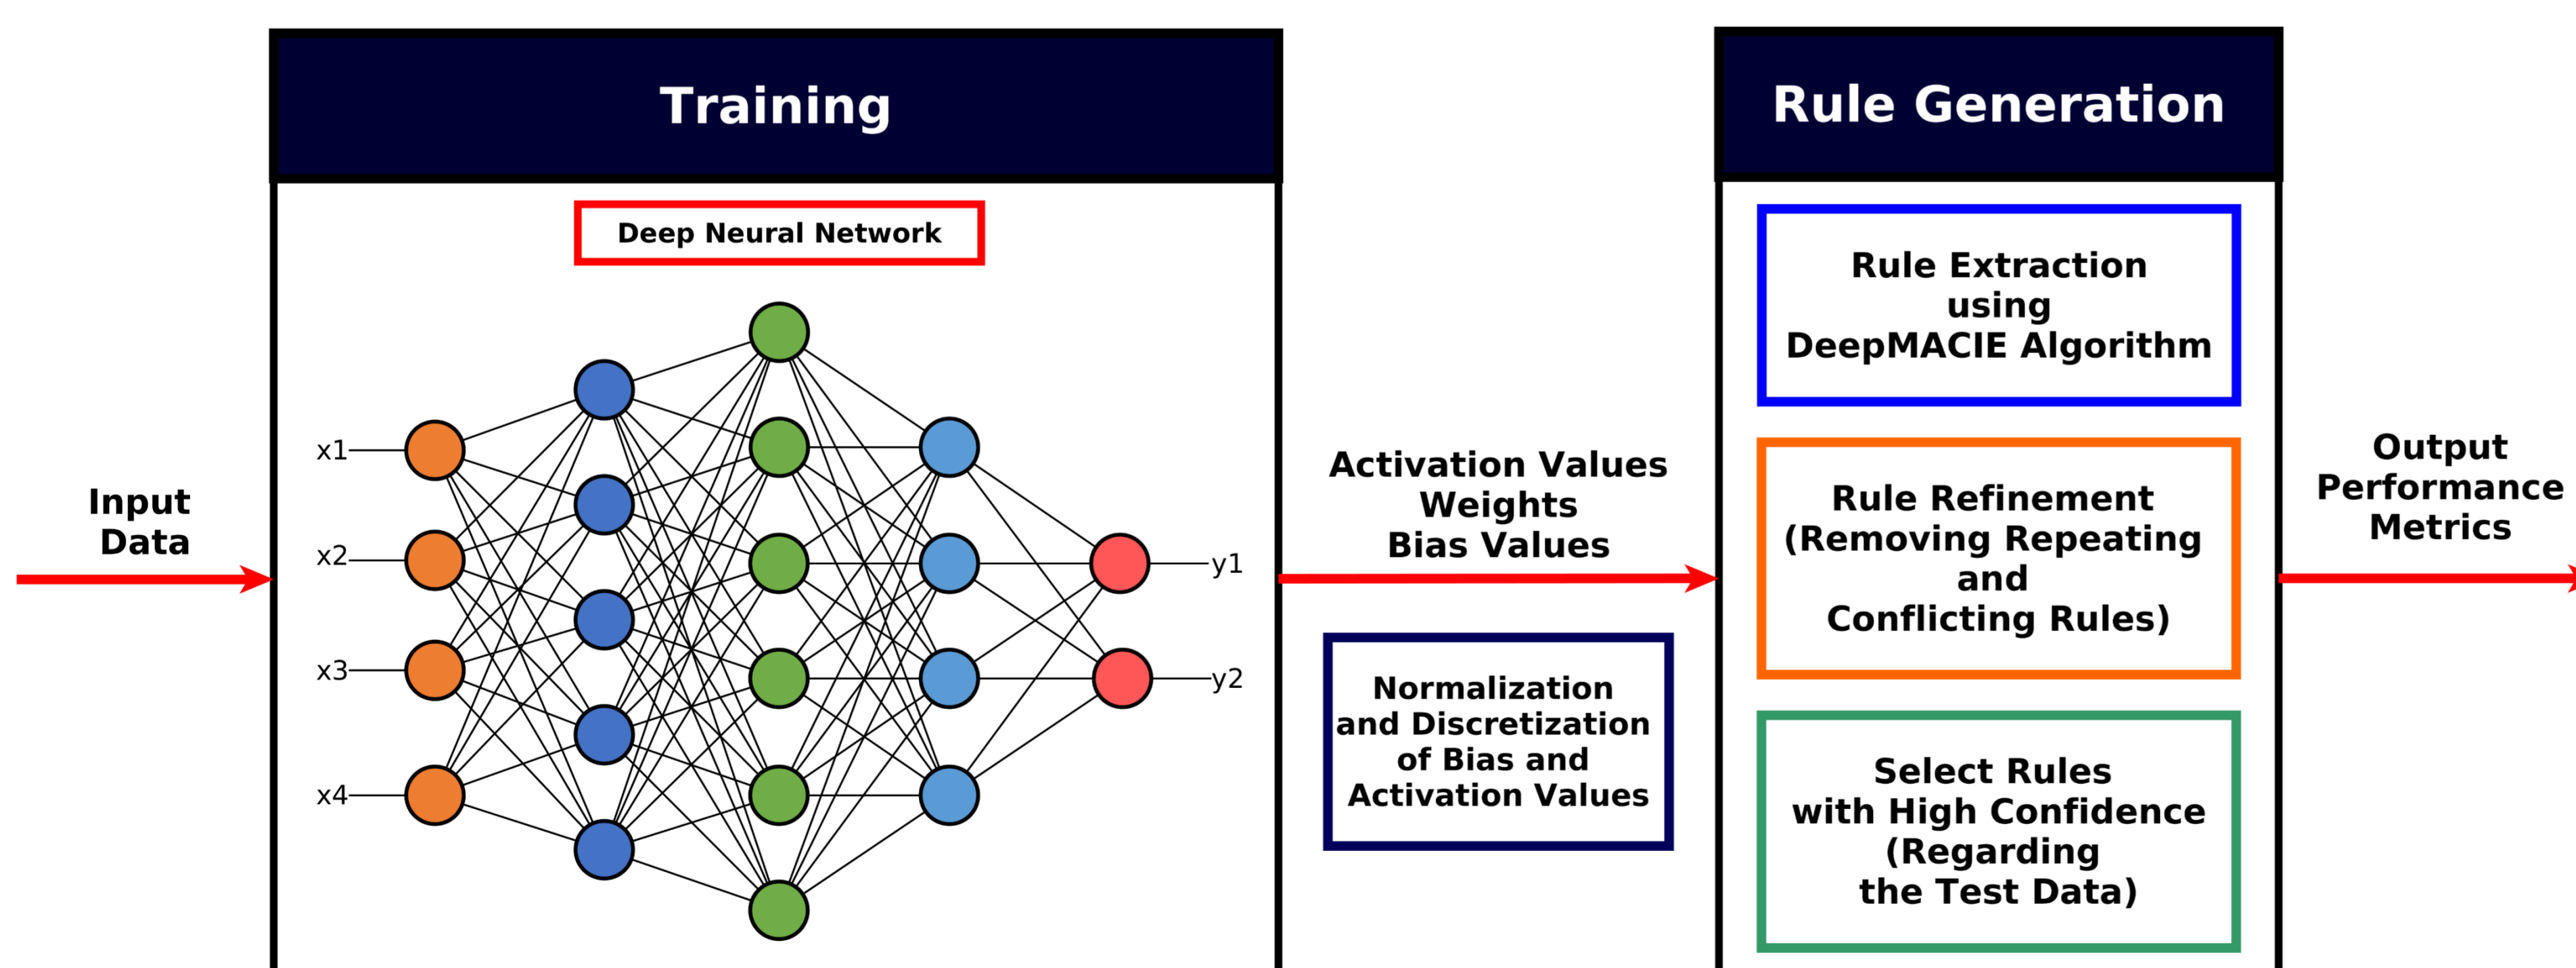 Training
Rule Generation
Deep Neural Network
Input
Data
x1
x2
x3
x4
y1
y2
Activation Values
Weights
Bias Values
Normalization
and Discretization
of Bias and
Activation Values
Rule Extraction
using
DeepMACIE Algorithm
Rule Refinement
(Removing Repeating
and
Conflicting Rules)
Select Rules
with High Confidence
(Regarding
the Test Data)
Output
Performance
Metrics